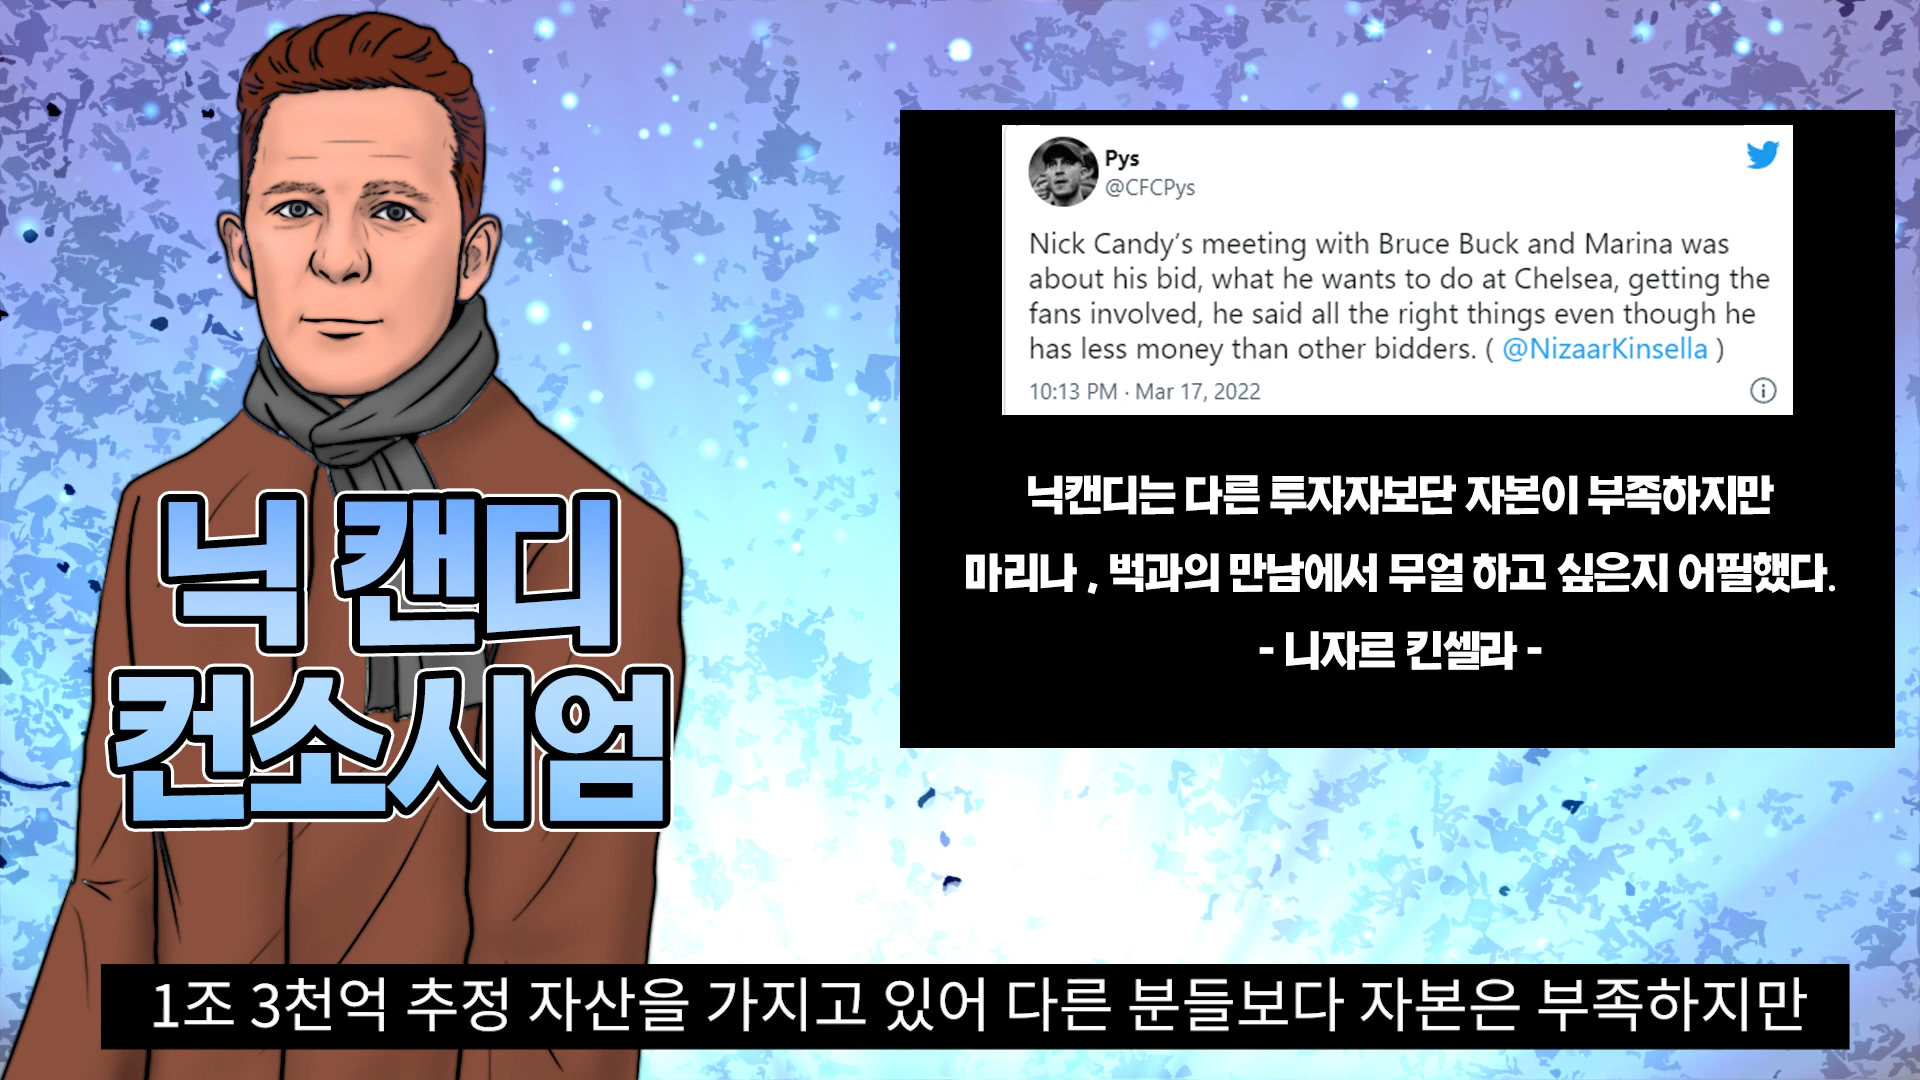 Pys
@CFCPys
Nick Candy’s meeting with Bruce Buck and Marina was
about his bid, what he wants to do at Chelsea, getting the
fans involved, he said all the right things even though he
has less money than other bidders. ( @NizaarKinsella )
10:13 PM · Mar 17, 2022
닉캔디는 다른 투자자보단 자본이 부족하지만
마리나 , 벅과의 만남에서 무얼 하고 싶은지 어필했다.
- 니자르 킨셀라 -
닉 캔디
컨소시엄
1조 3천억 추정 자산을 가지고 있어 다른 분들보다 자본은 부족하지만